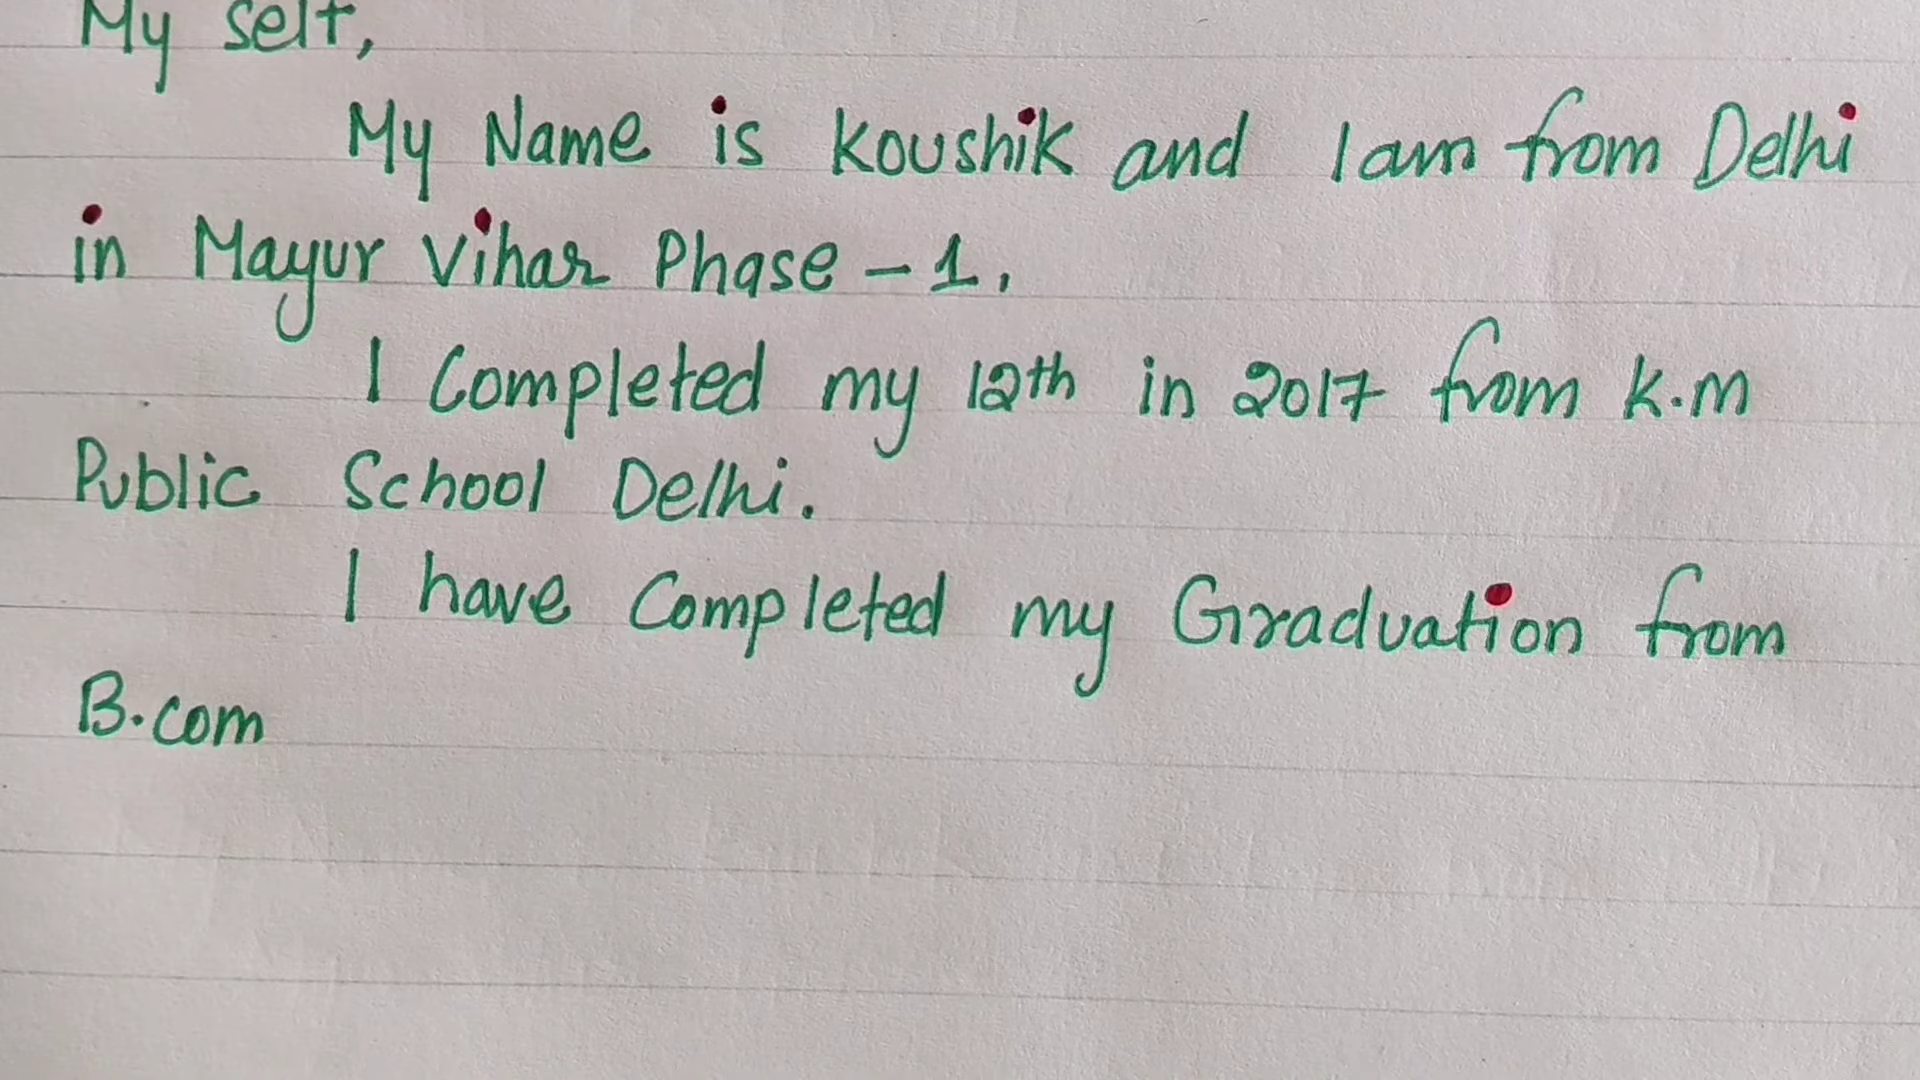 My self,
My Name is Koushik and I am from Delhi
in Mayur Vihar Phase - 1.
I Completed my 12th in 2017 from K.M
Public School Delhi.
I have Completed my Graduation from
B.com